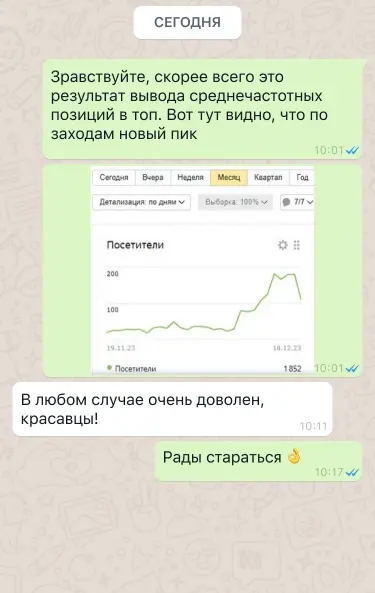 СЕГОДНЯ
Здравствуйте, скорее всего это
результат вывода среднечастотных
позиций в топ. Вот тут видно, что по
заходам новый пик
10:01
Сегодня Вчера Неделя Месяц Квартал Год
Детализация: по дням Выборка: 100% 7/7
Посетители
200
100
19.11.23 18.12.23
Посетители 1 852
10:01
В любом случае очень доволен,
красавцы!
10:11
Рады стараться 👌
10:17